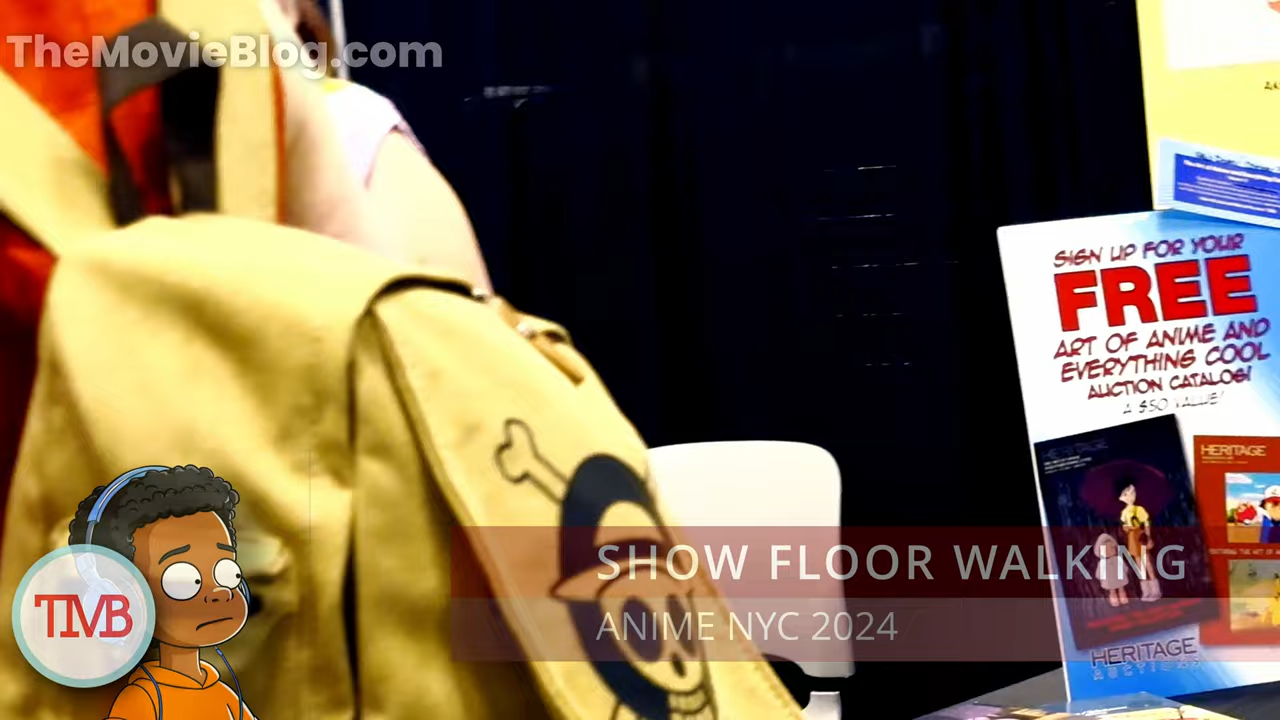 TheMovieBlog.com
SIGN UP FOR YOUR
FREE
ART OF ANIME AND
EVERYTHING COOL
AUCTION CATALOG!
A $50 VALUE!
HERITAGE
HERITAGE
HERITAGE
AUCTIONS
SHOW FLOOR WALKING
ANIME NYC 2024
TMB